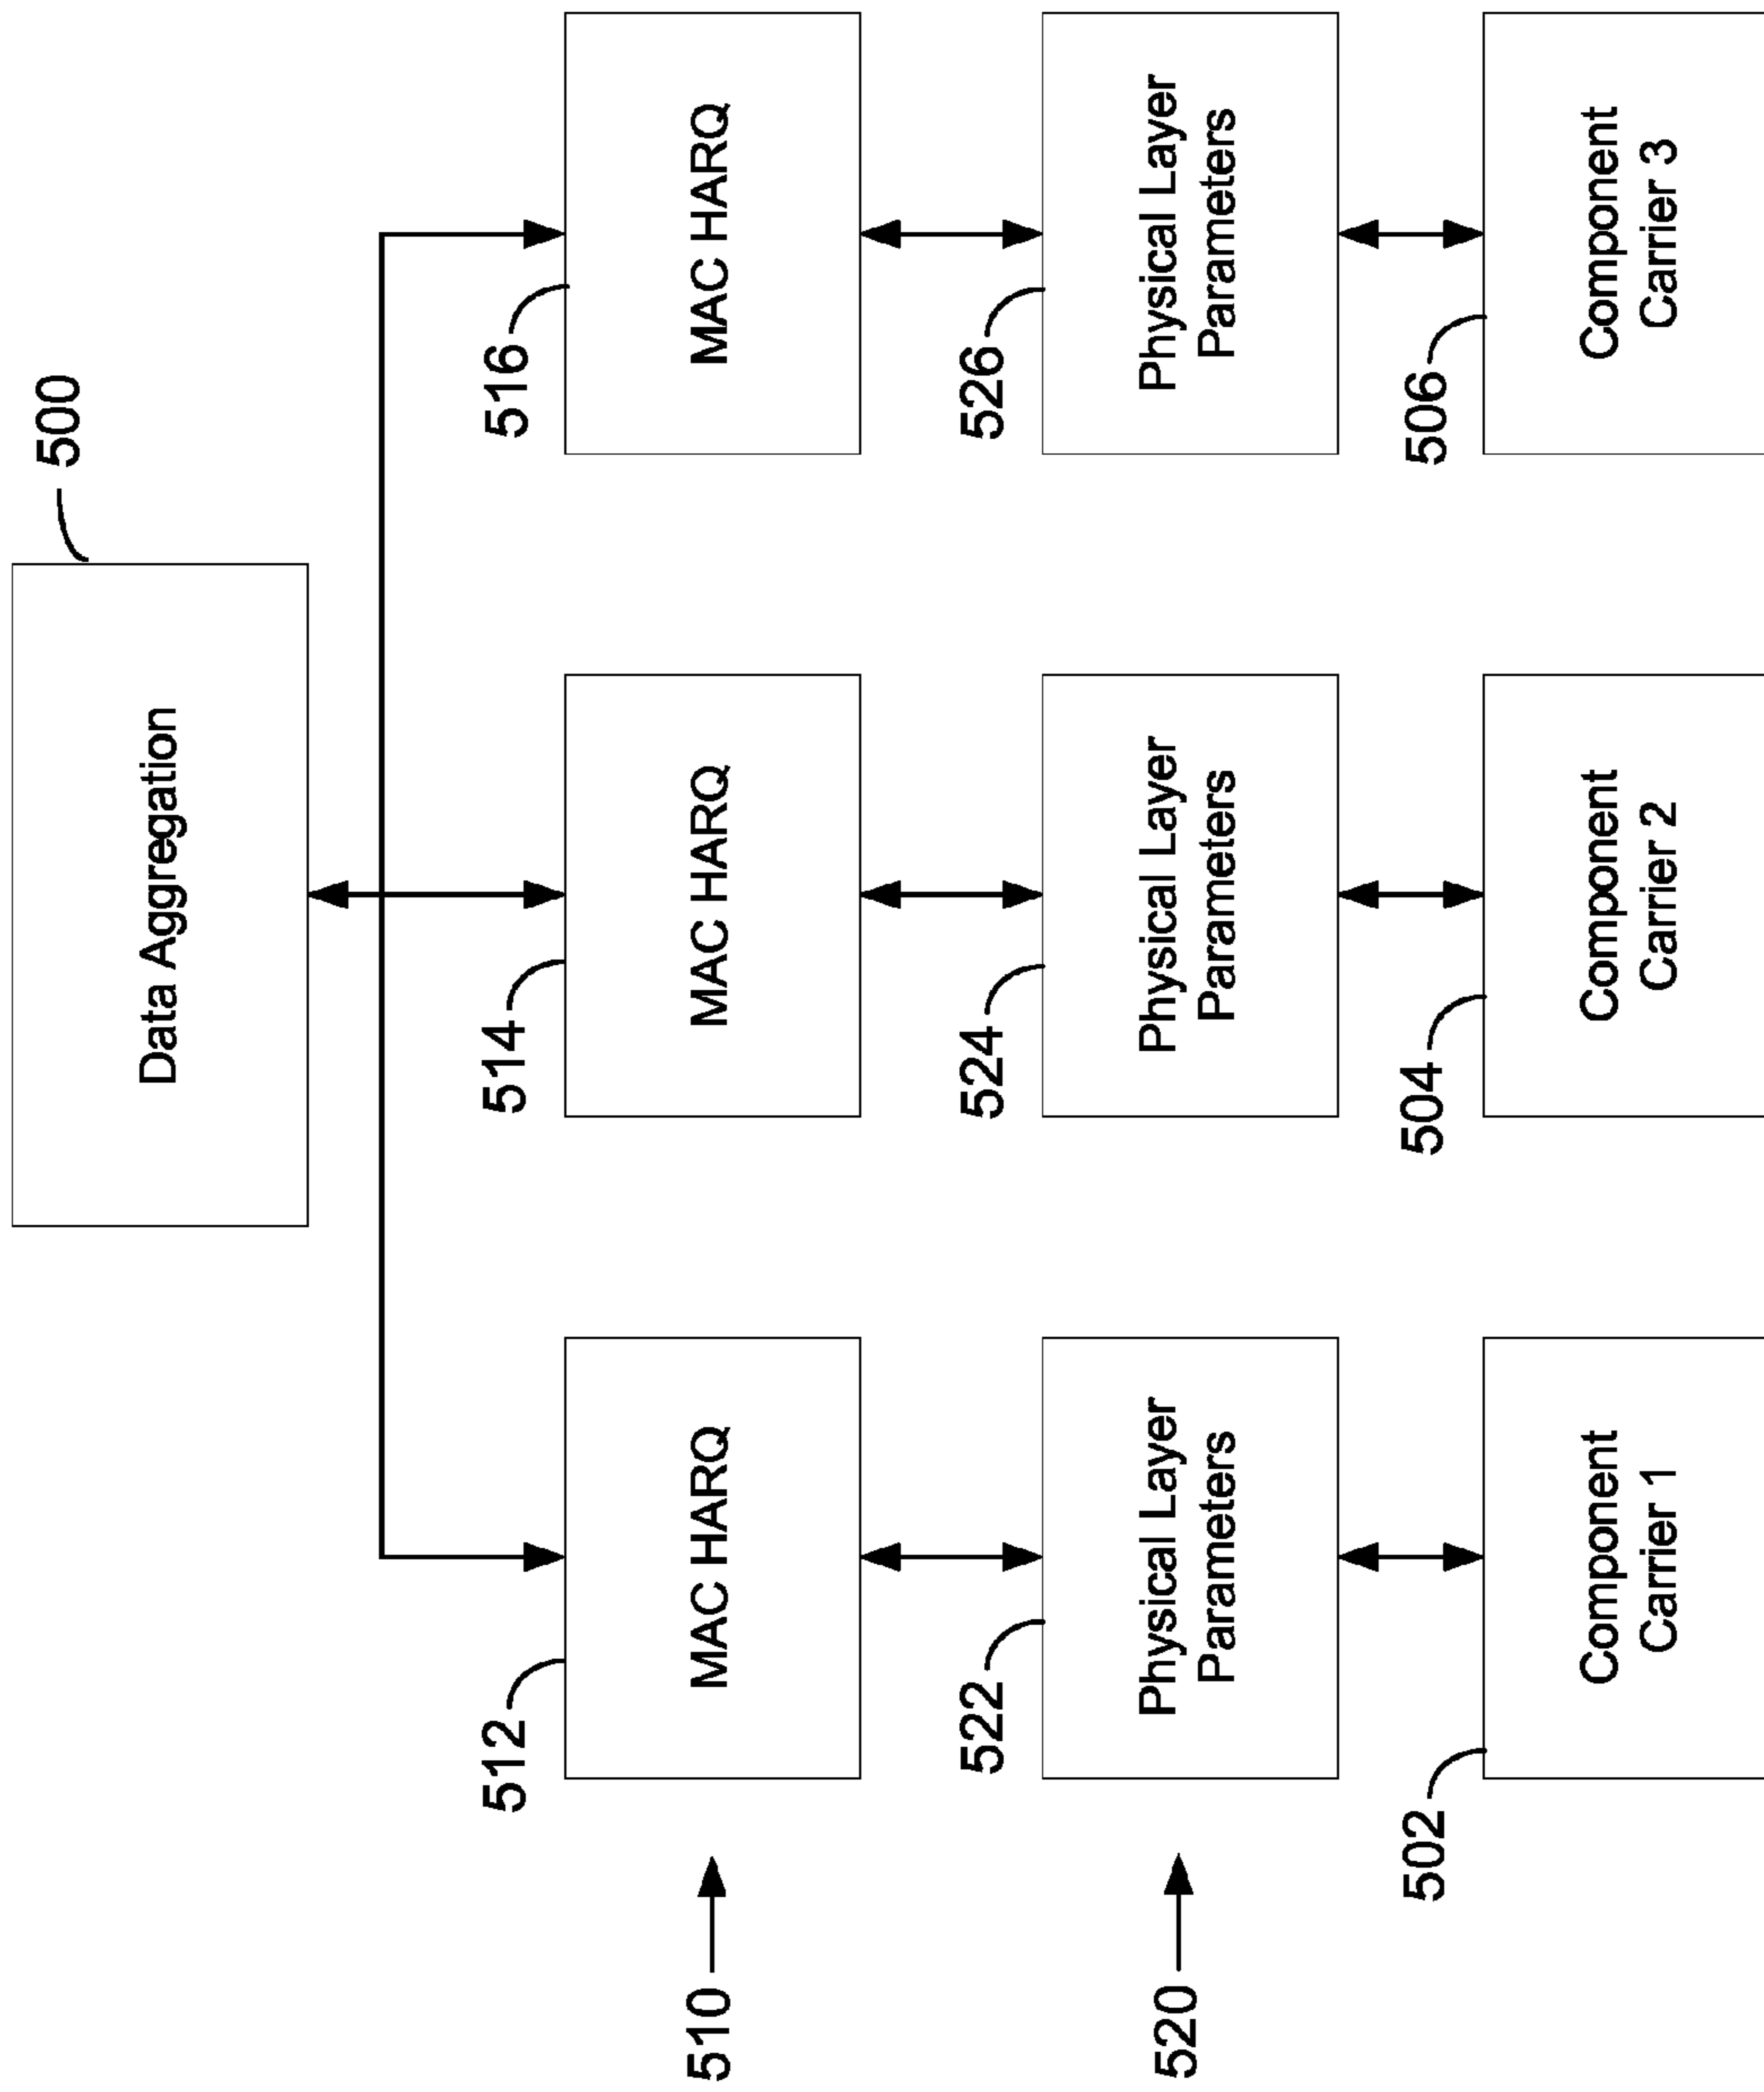 500
Data Aggregation
512
514
516
510
MAC HARQ
MAC HARQ
MAC HARQ
522
524
526
520
Physical Layer
Parameters
Physical Layer
Parameters
Physical Layer
Parameters
502
504
506
Component
Carrier 1
Component
Carrier 2
Component
Carrier 3